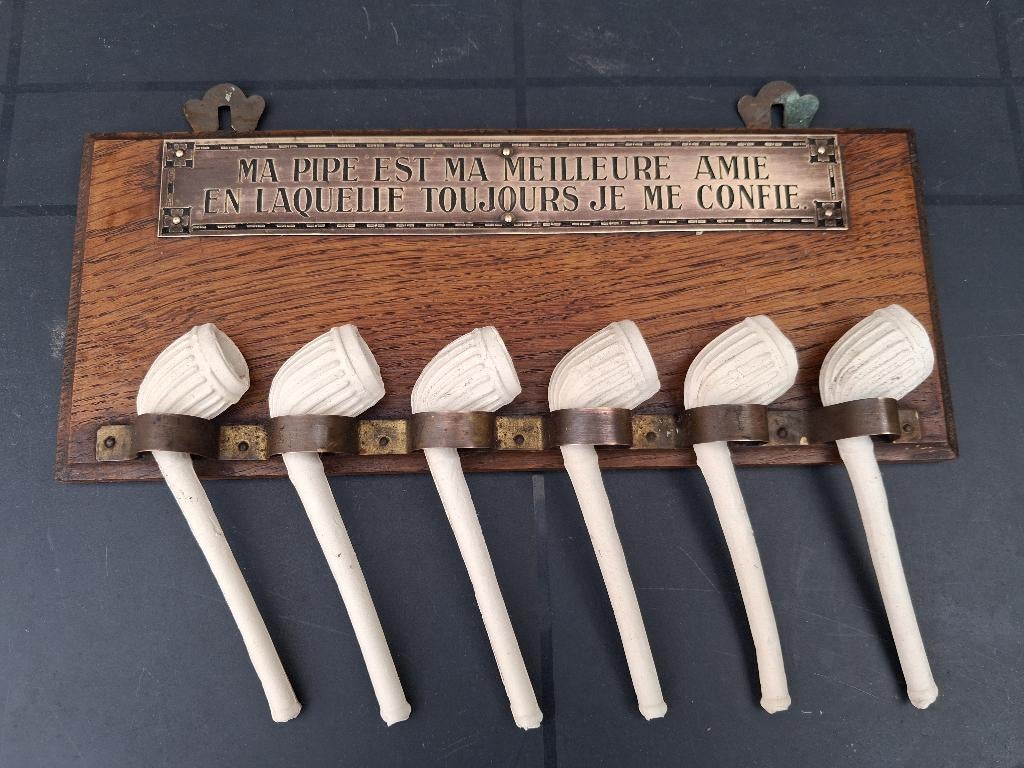 MA PIPE EST MA MEILLEURE AMIE
EN LAQUELLE TOUJOURS JE ME CONFIE.